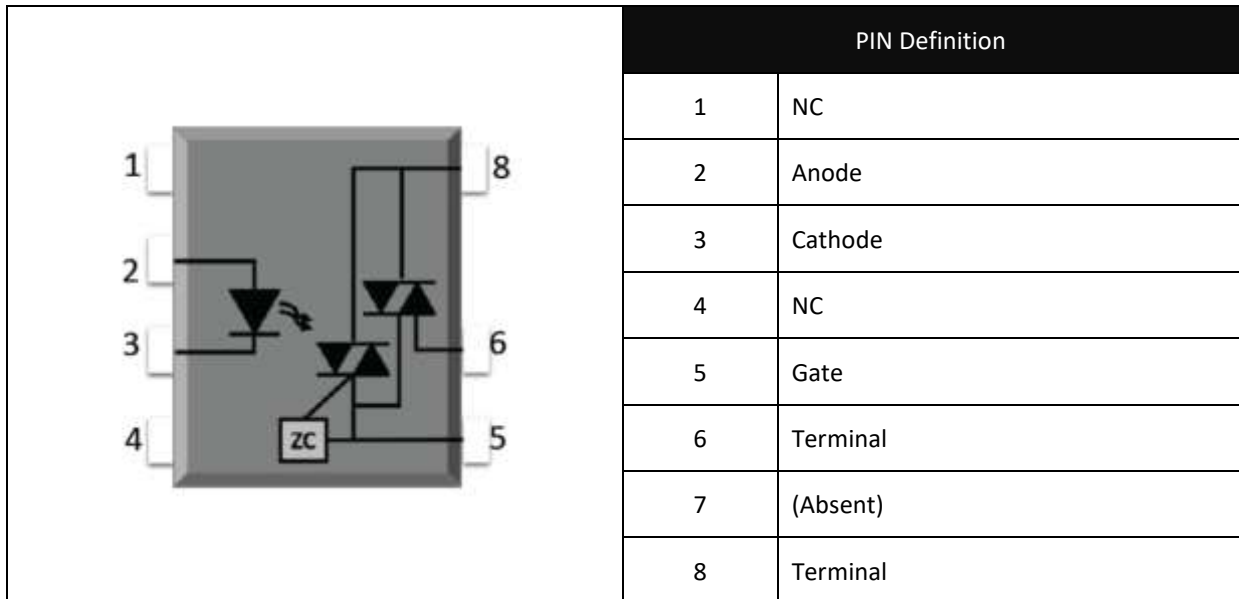 PIN Definition
1 NC
2 Anode
3 Cathode
4 NC
5 Gate
6 Terminal
7 (Absent)
8 Terminal
1
8
2
3
6
4
ZC
5